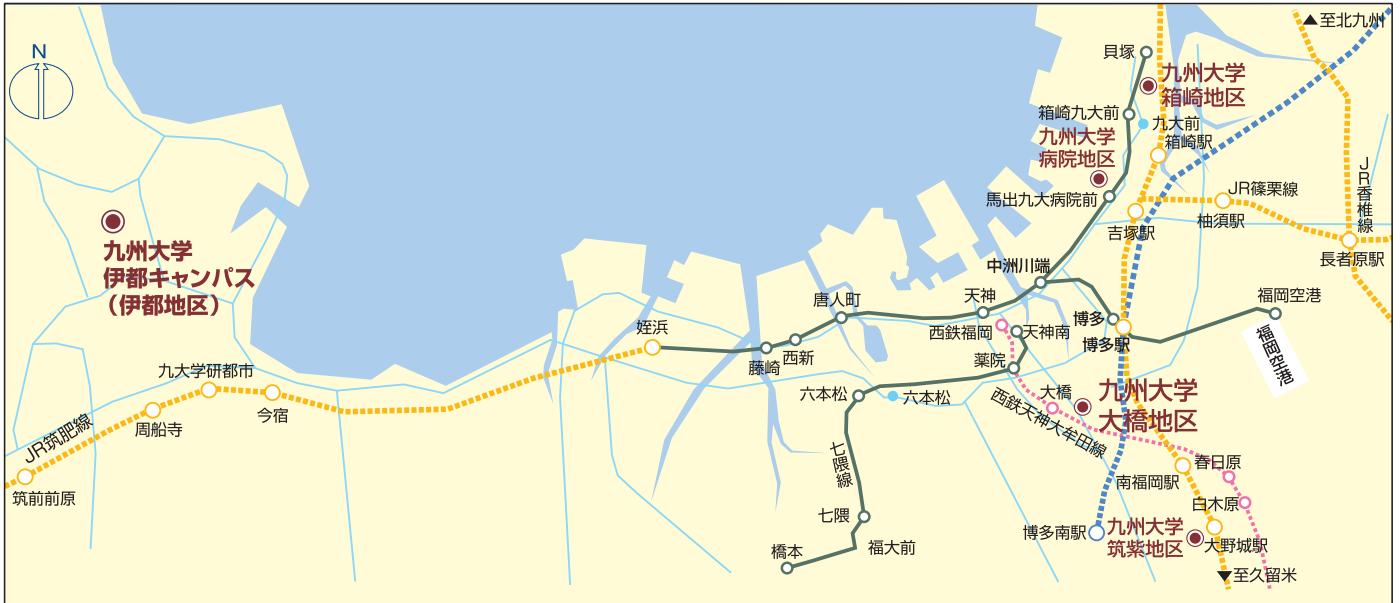 N
▲至北九州
貝塚
九州大学
箱崎地区
箱崎九大前
九大前
九州大学
病院地区
箱崎駅
JR香椎線
馬出九大病院前
JR篠栗線
柚須駅
吉塚駅
長者原駅
九州大学
伊都キャンパス
(伊都地区)
中洲川端
唐人町
天神
福岡空港
姪浜
西鉄福岡
天神南
博多
博多駅
福岡空港
藤崎
西新
薬院
九大学研都市
今宿
周船寺
六本松
六本松
大橋
九州大学
大橋地区
西鉄天神大牟田線
JR筑肥線
筑前前原
七隈線
春日原
南福岡駅
白木原
七隈
福大前
橋本
博多南駅
九州大学
筑紫地区
大野城駅
▼至久留米